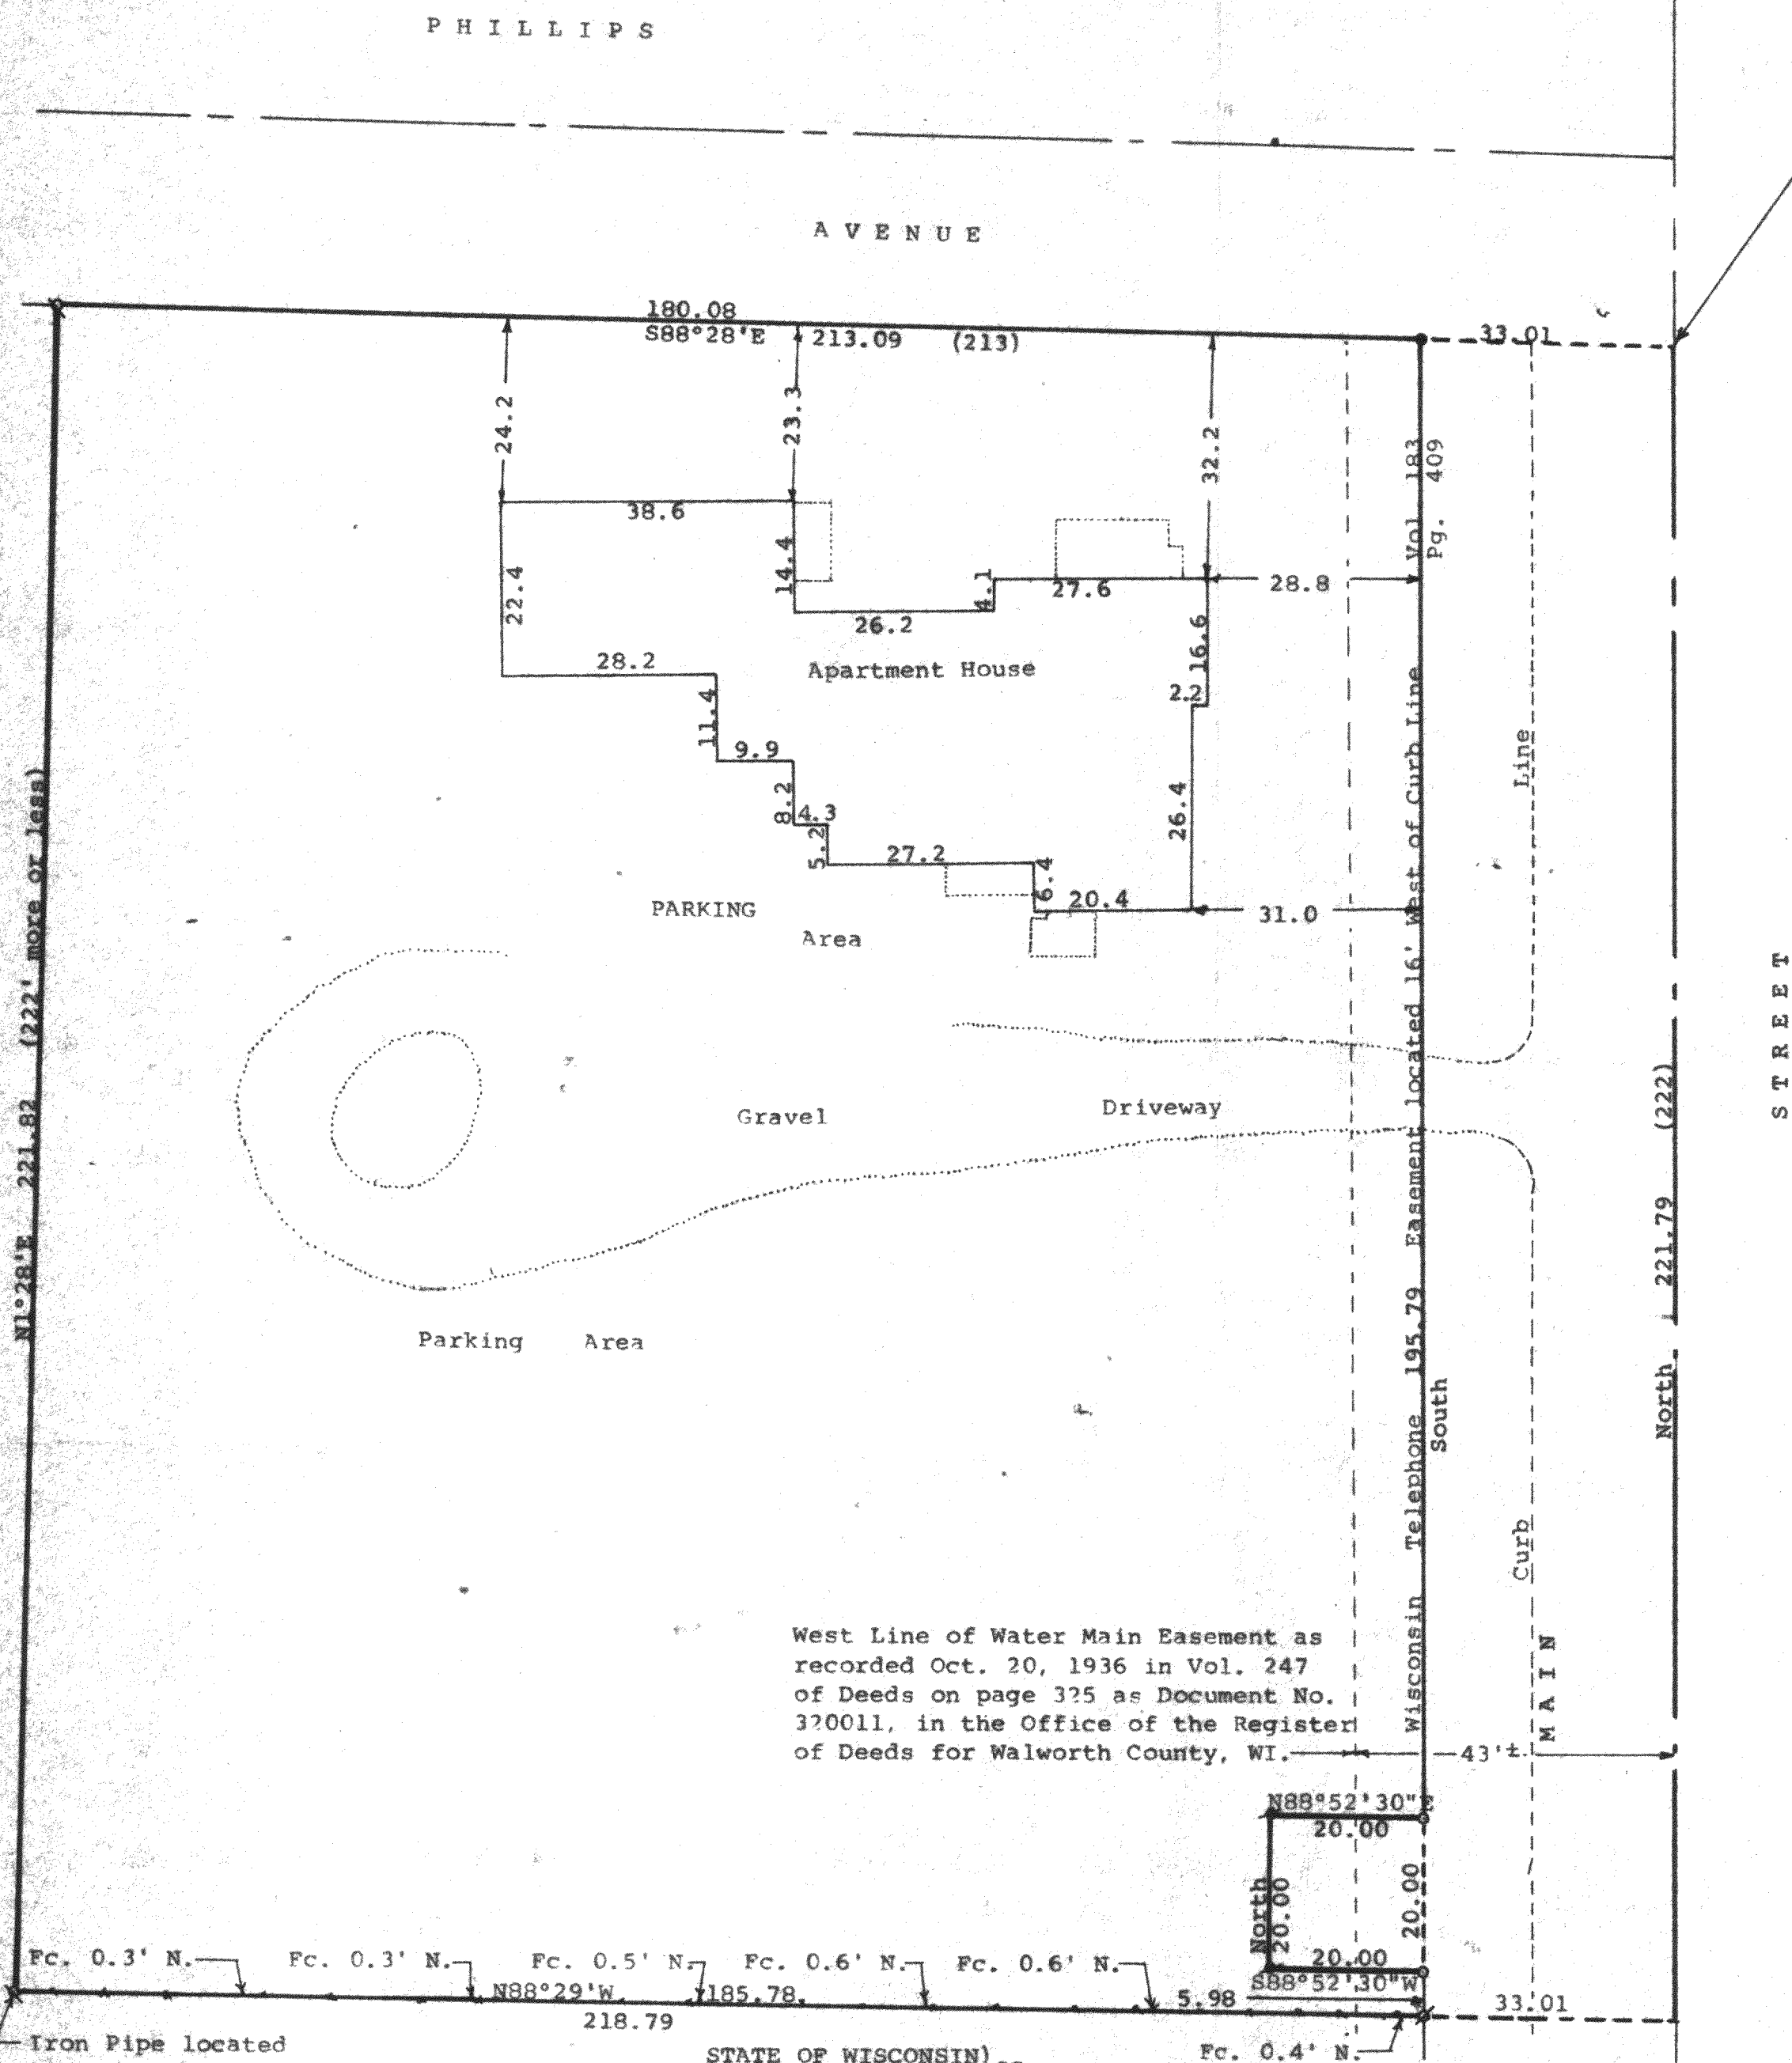 PHILLIPS
AVENUE
180.08
S88°28'E 213.09 (213)
33.01
24.2
23.3
32.2
Vol 183
Pg. 409
38.6
14.4
22.4
4.1
27.6
28.8
26.2
28.2
Apartment House
16.6
2.2
11.4
9.9
8.2
4.3
5.2
27.2
6.4
20.4
26.4
31.0
PARKING
Area
Line
STREET
N1°28'E 221.82 (222' more or less)
Gravel Driveway
Parking Area
Wisconsin Telephone 195.79 Easement located 16' West of Curb Line
South
North 221.79 (222)
Curb
MAIN
West Line of Water Main Easement as
recorded Oct. 20, 1936 in Vol. 247
of Deeds on page 325 as Document No.
320011, in the Office of the Register
of Deeds for Walworth County, WI.
43'±
N88°52'30"E
20.00
North
20.00
20.00
20.00
S88°52'30"W
Fc. 0.3' N. Fc. 0.3' N. Fc. 0.5' N. Fc. 0.6' N. Fc. 0.6' N.
N88°29'W 185.78
5.98
33.01
218.79
Iron Pipe located
Fc. 0.4' N.
STATE OF WISCONSIN)